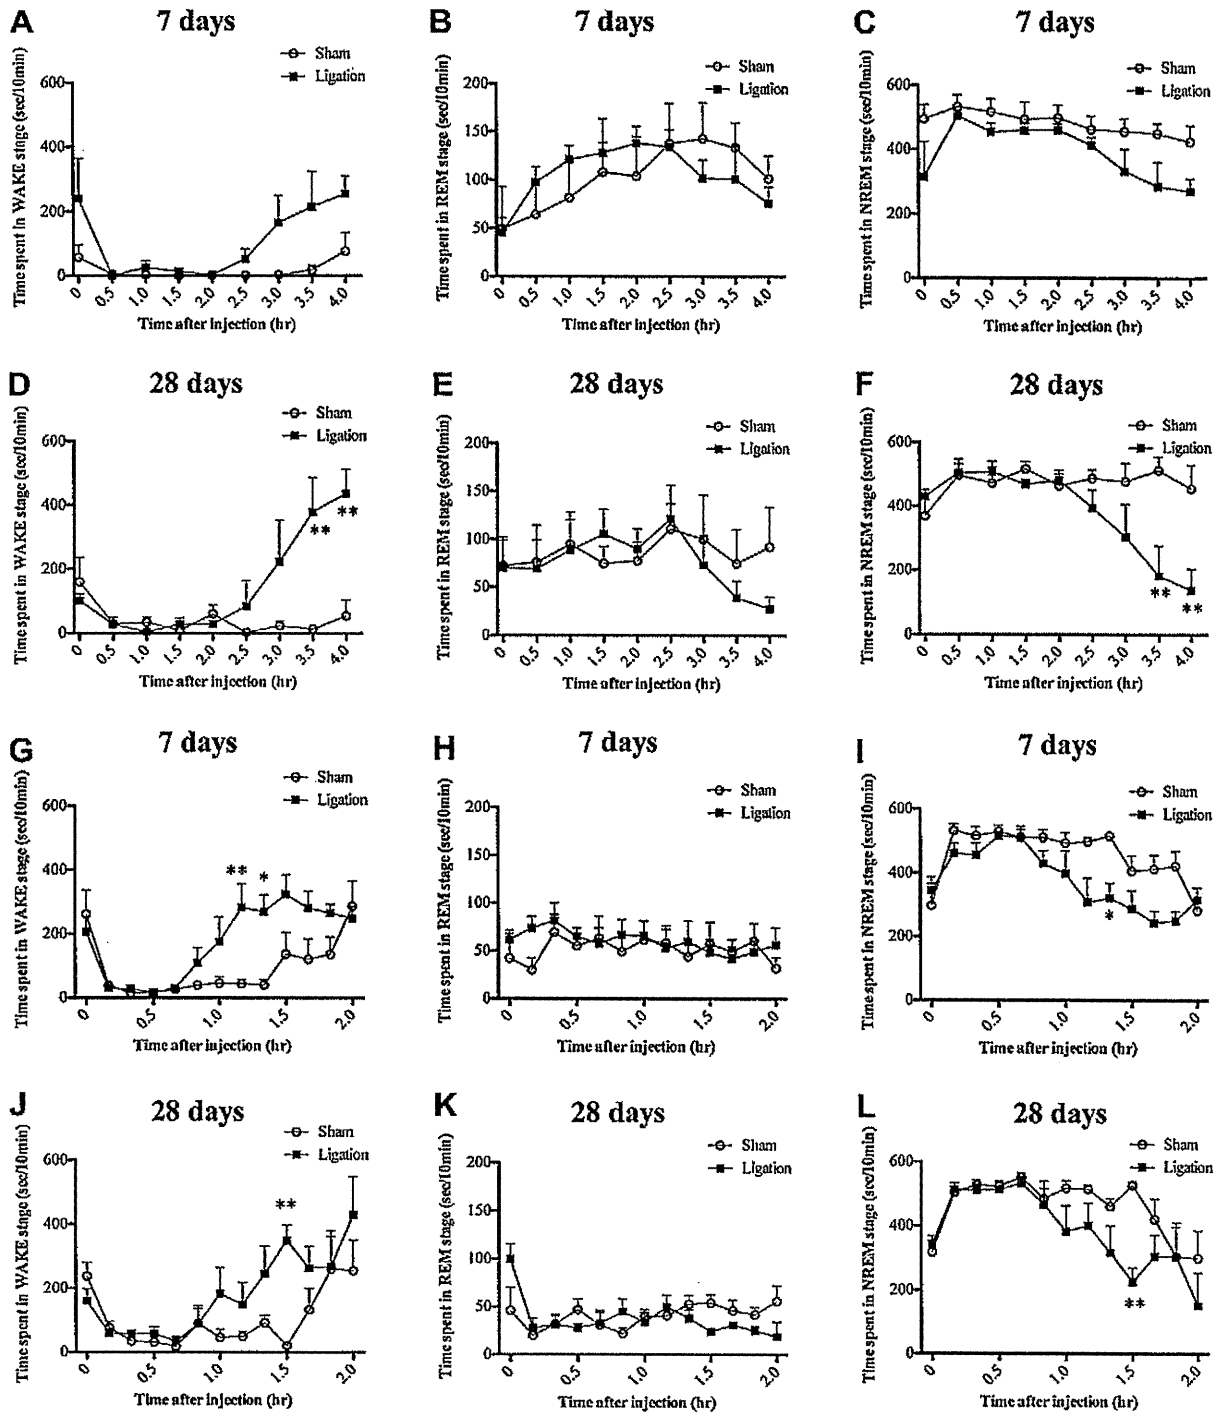 A 7 days
Time spent in WAKE stage (sec/10min)
Sham
Ligation
600
400
200
0
0 0.5 1.0 1.5 2.0 2.5 3.0 3.5 4.0
Time after injection (hr)
B 7 days
Time spent in REM stage (sec/10min)
Sham
Ligation
200
150
100
50
0
0 0.5 1.0 1.5 2.0 2.5 3.0 3.5 4.0
Time after injection (hr)
C 7 days
Time spent in NREM stage (sec/10min)
Sham
Ligation
600
400
200
0
0 0.5 1.0 1.5 2.0 2.5 3.0 3.5 4.0
Time after injection (hr)
D 28 days
Time spent in WAKE stage (sec/10min)
Sham
Ligation
600
400
200
0
** **
0 0.5 1.0 1.5 2.0 2.5 3.0 3.5 4.0
Time after injection (hr)
E 28 days
Time spent in REM stage (sec/10min)
Sham
Ligation
200
150
100
50
0
0 0.5 1.0 1.5 2.0 2.5 3.0 3.5 4.0
Time after injection (hr)
F 28 days
Time spent in NREM stage (sec/10min)
Sham
Ligation
600
400
200
0
** **
0 0.5 1.0 1.5 2.0 2.5 3.0 3.5 4.0
Time after injection (hr)
G 7 days
Time spent in WAKE stage (sec/10min)
Sham
Ligation
600
400
200
0
** *
0 0.5 1.0 1.5 2.0
Time after injection (hr)
H 7 days
Time spent in REM stage (sec/10min)
Sham
Ligation
200
150
100
50
0
0 0.5 1.0 1.5 2.0
Time after injection (hr)
I 7 days
Time spent in NREM stage (sec/10min)
Sham
Ligation
600
400
200
0
*
0 0.5 1.0 1.5 2.0
Time after injection (hr)
J 28 days
Time spent in WAKE stage (sec/10min)
Sham
Ligation
600
400
200
0
**
0 0.5 1.0 1.5 2.0
Time after injection (hr)
K 28 days
Time spent in REM stage (sec/10min)
Sham
Ligation
200
150
100
50
0
0 0.5 1.0 1.5 2.0
Time after injection (hr)
L 28 days
Time spent in NREM stage (sec/10min)
Sham
Ligation
600
400
200
0
**
0 0.5 1.0 1.5 2.0
Time after injection (hr)